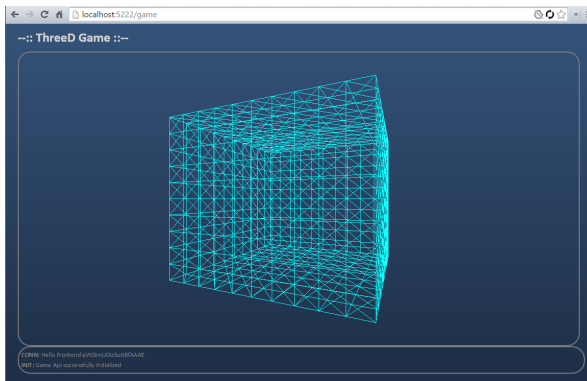 localhost:5222/game
--:: ThreeD Game ::--
CONN: Hello Frontend
INIT: Game Api successfully initialized